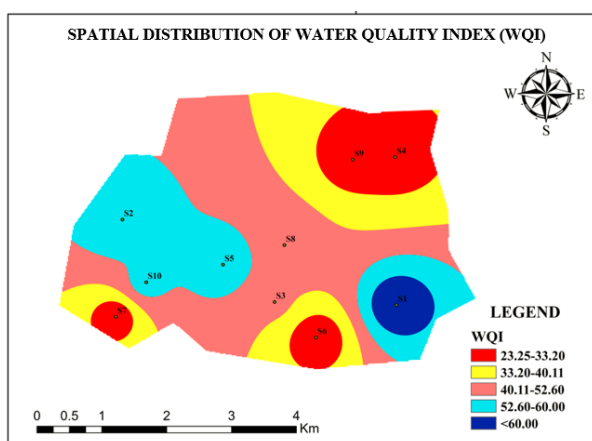 SPATIAL DISTRIBUTION OF WATER QUALITY INDEX (WQI)
N
W E
S
S9 S4
S2
S8
S5
S10
S3 S1
S7
S6
LEGEND
WQI
23.25-33.20
33.20-40.11
40.11-52.60
52.60-60.00
<60.00
0 0.5 1 2 3 4
Km